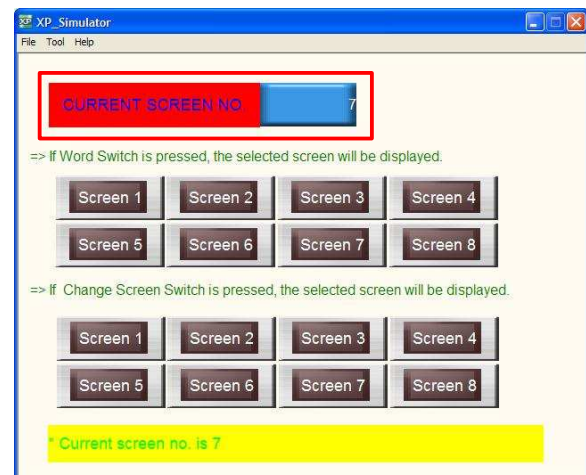 XP_Simulator
File Tool Help
CURRENT SCREEN NO 7
=> If Word Switch is pressed, the selected screen will be displayed.
Screen 1 Screen 2 Screen 3 Screen 4
Screen 5 Screen 6 Screen 7 Screen 8
=> If Change Screen Switch is pressed, the selected screen will be displayed.
Screen 1 Screen 2 Screen 3 Screen 4
Screen 5 Screen 6 Screen 7 Screen 8
* Current screen no. is 7